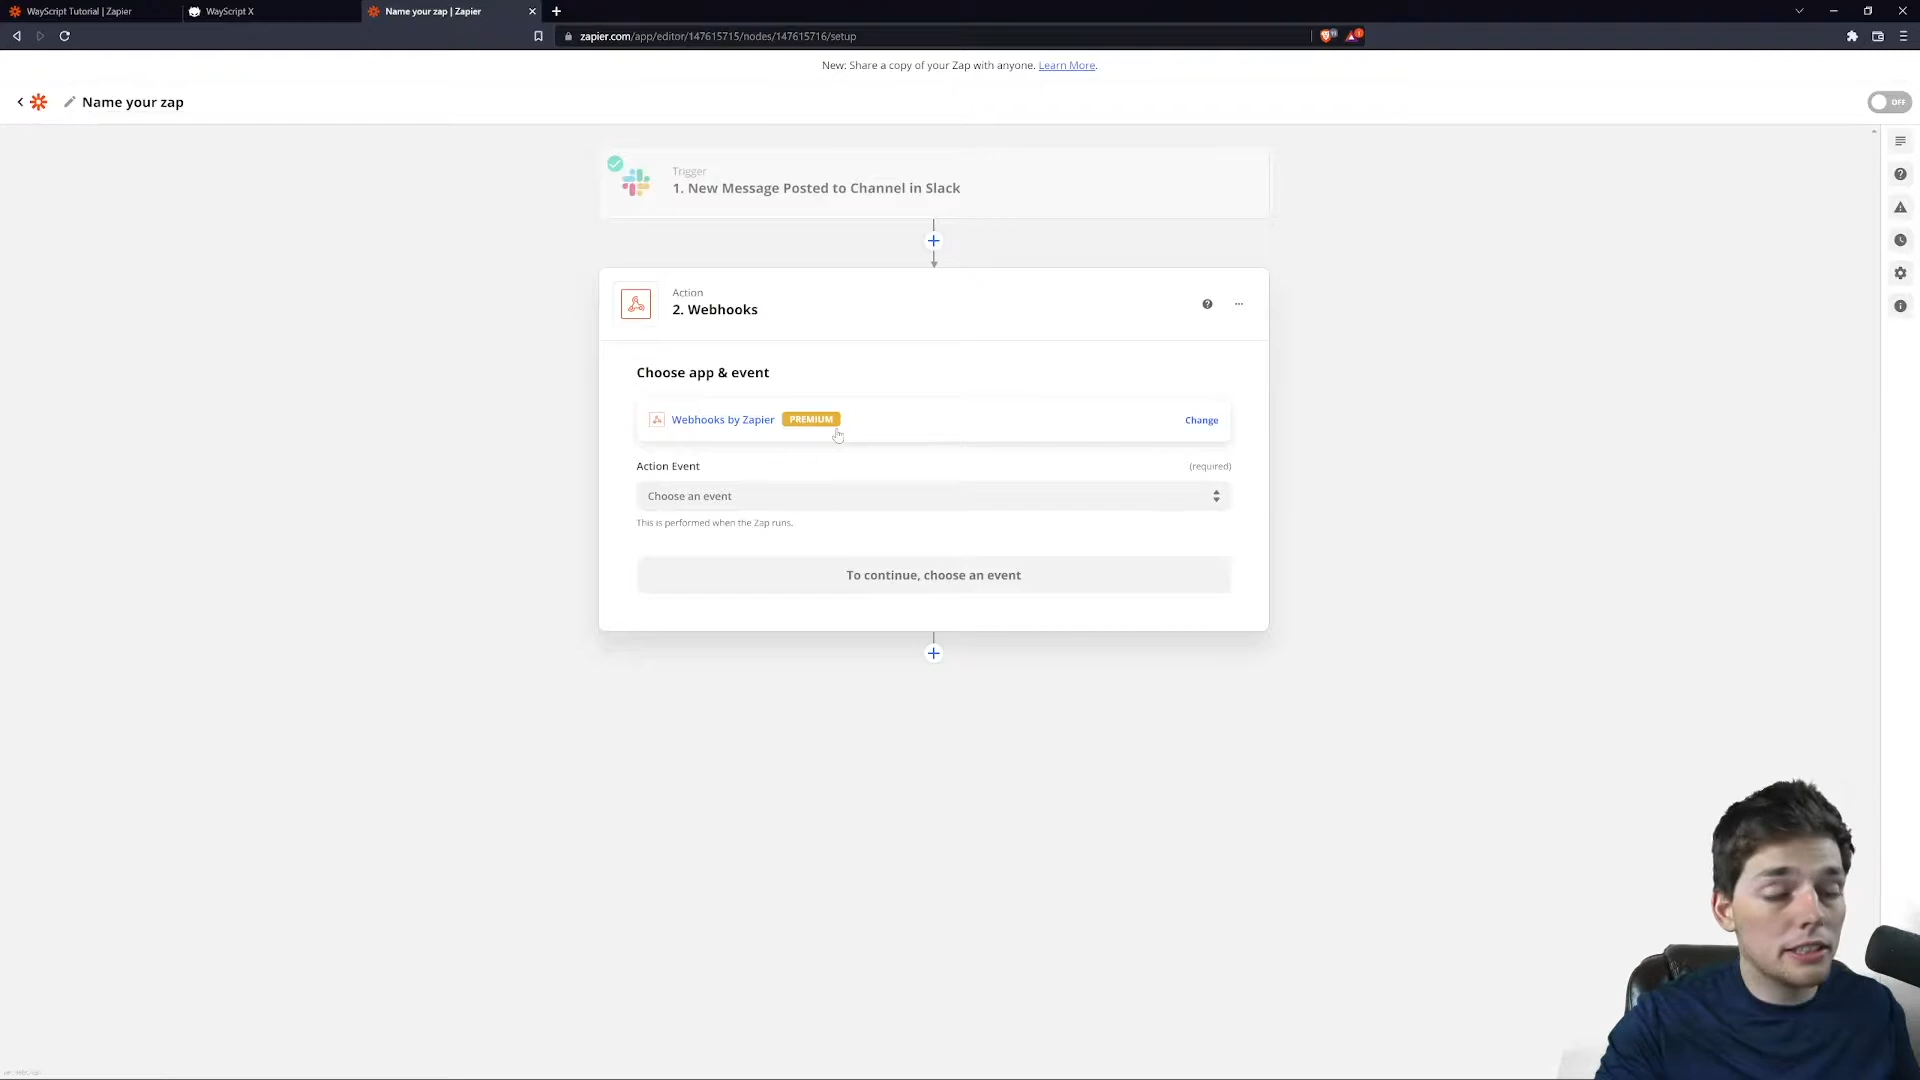 WayScript Tutorial | Zapier
WayScript X
Name your zap | Zapier
zapier.com/app/editor/147615715/nodes/147615716/setup
New: Share a copy of your Zap with anyone. Learn More.
Name your zap
OFF
Trigger
1. New Message Posted to Channel in Slack
Action
2. Webhooks
Choose app & event
Webhooks by Zapier PREMIUM Change
Action Event (required)
Choose an event
This is performed when the Zap runs.
To continue, choose an event